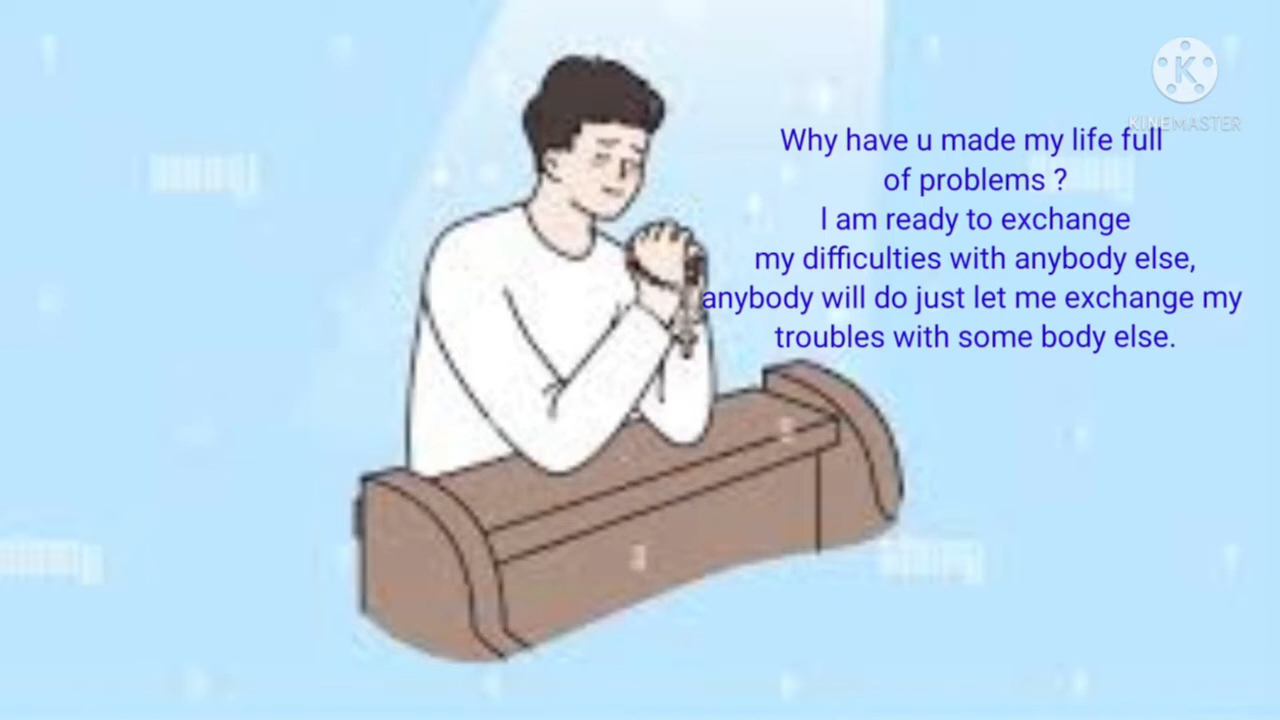 K
KINEMASTER
Why have u made my life full
of problems ?
I am ready to exchange
my difficulties with anybody else,
anybody will do just let me exchange my
troubles with some body else.